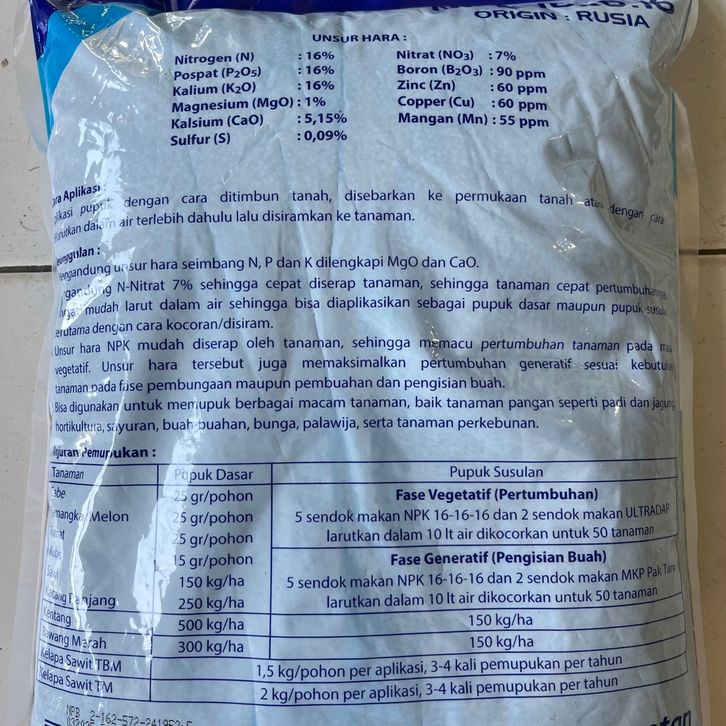 ORIGIN : RUSIA
UNSUR HARA :
Nitrogen (N) : 16% Nitrat (NO3) : 7%
Pospat (P2O5) : 16% Boron (B2O3) : 90 ppm
Kalium (K2O) : 16% Zinc (Zn) : 60 ppm
Magnesium (MgO) : 1% Copper (Cu) : 60 ppm
Kalsium (CaO) : 5,15% Mangan (Mn) : 55 ppm
Sulfur (S) : 0,09%
Aplikasi
pupuk dengan cara ditimbun tanah, disebarkan ke permukaan tanah atau dengan cara
dalam air terlebih dahulu lalu disiramkan ke tanaman.
:
unsur hara seimbang N, P dan K dilengkapi MgO dan CaO.
N-Nitrat 7% sehingga cepat diserap tanaman, sehingga tanaman cepat pertumbuhannya
mudah larut dalam air sehingga bisa diaplikasikan sebagai pupuk dasar maupun pupuk
dengan cara kocoran/disiram.
Unsur hara NPK mudah diserap oleh tanaman, sehingga memacu pertumbuhan tanaman pada
vegetatif. Unsur hara tersebut juga memaksimalkan pertumbuhan generatif sesuai
tanaman pada fase pembungaan maupun pembuahan dan pengisian buah.
Bisa digunakan untuk memupuk berbagai macam tanaman, baik tanaman pangan seperti padi dan jagung,
hortikultura, sayuran, buah-buahan, bunga, palawija, serta tanaman perkebunan.
Pemupukan :
Tanaman Pupuk Dasar Pupuk Susulan
25 gr/pohon Fase Vegetatif (Pertumbuhan)
Melon 25 gr/pohon 5 sendok makan NPK 16-16-16 dan 2 sendok makan ULTRADAP
25 gr/pohon larutkan dalam 10 lt air dikocorkan untuk 50 tanaman
15 gr/pohon Fase Generatif (Pengisian Buah)
150 kg/ha 5 sendok makan NPK 16-16-16 dan 2 sendok makan MKP Pak Tani
Panjang 250 kg/ha larutkan dalam 10 lt air dikocorkan untuk 50 tanaman
Kentang 500 kg/ha 150 kg/ha
Bawang Merah 300 kg/ha 150 kg/ha
Kelapa Sawit TBM 1,5 kg/pohon per aplikasi, 3-4 kali pemupukan per tahun
Kelapa Sawit TM 2 kg/pohon per aplikasi, 3-4 kali pemupukan per tahun